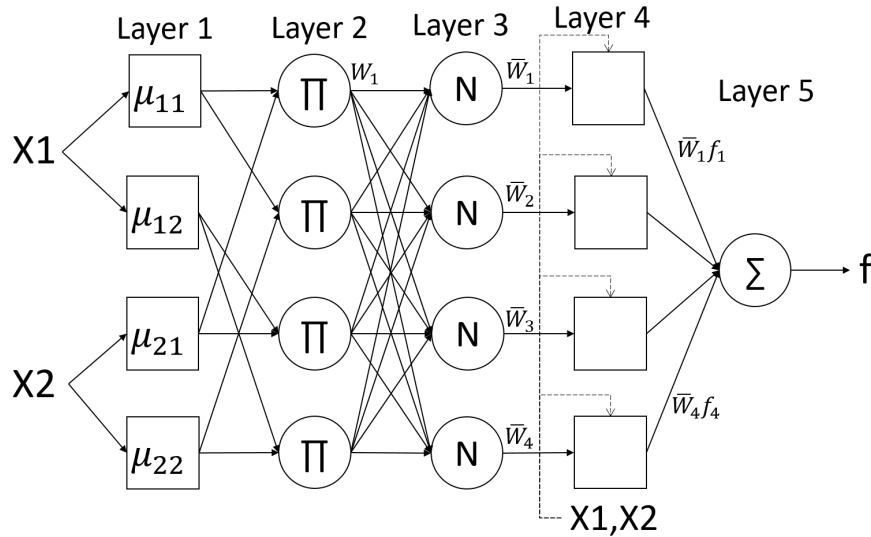 Layer 1
Layer 2
Layer 3
Layer 4
Layer 5
X1
X2
μ₁₁
μ₁₂
μ₂₁
μ₂₂
∏
∏
∏
∏
W₁
N
N
N
N
W̅₁
W̅₂
W̅₃
W̅₄
X1,X2
W̅₁f₁
W̅₄f₄
∑
f